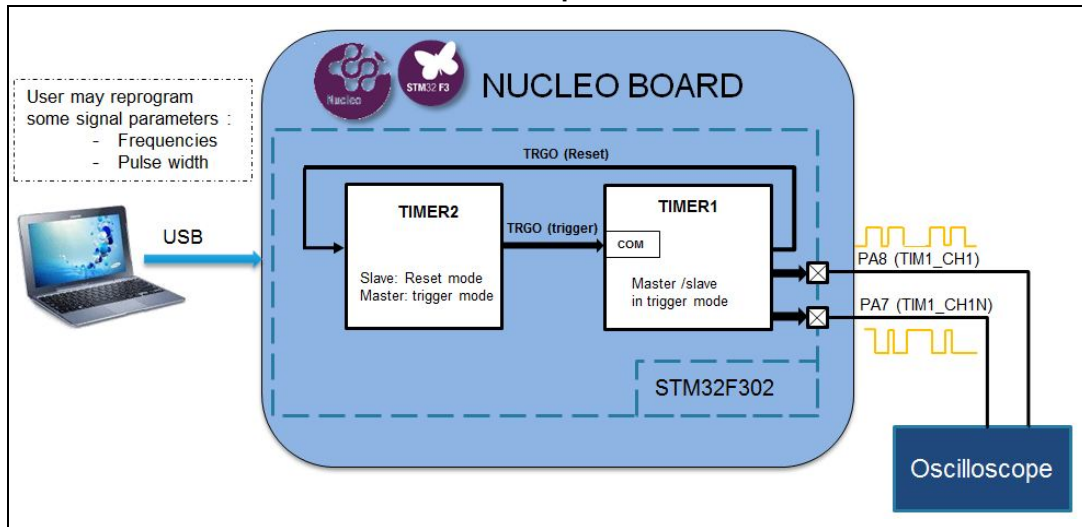 User may reprogram
some signal parameters :
- Frequencies
- Pulse width
USB
Nucleo
STM32 F3
NUCLEO BOARD
TRGO (Reset)
TIMER2
Slave: Reset mode
Master: trigger mode
TRGO (trigger)
TIMER1
COM
Master /slave
in trigger mode
PA8 (TIM1_CH1)
PA7 (TIM1_CH1N)
STM32F302
Oscilloscope